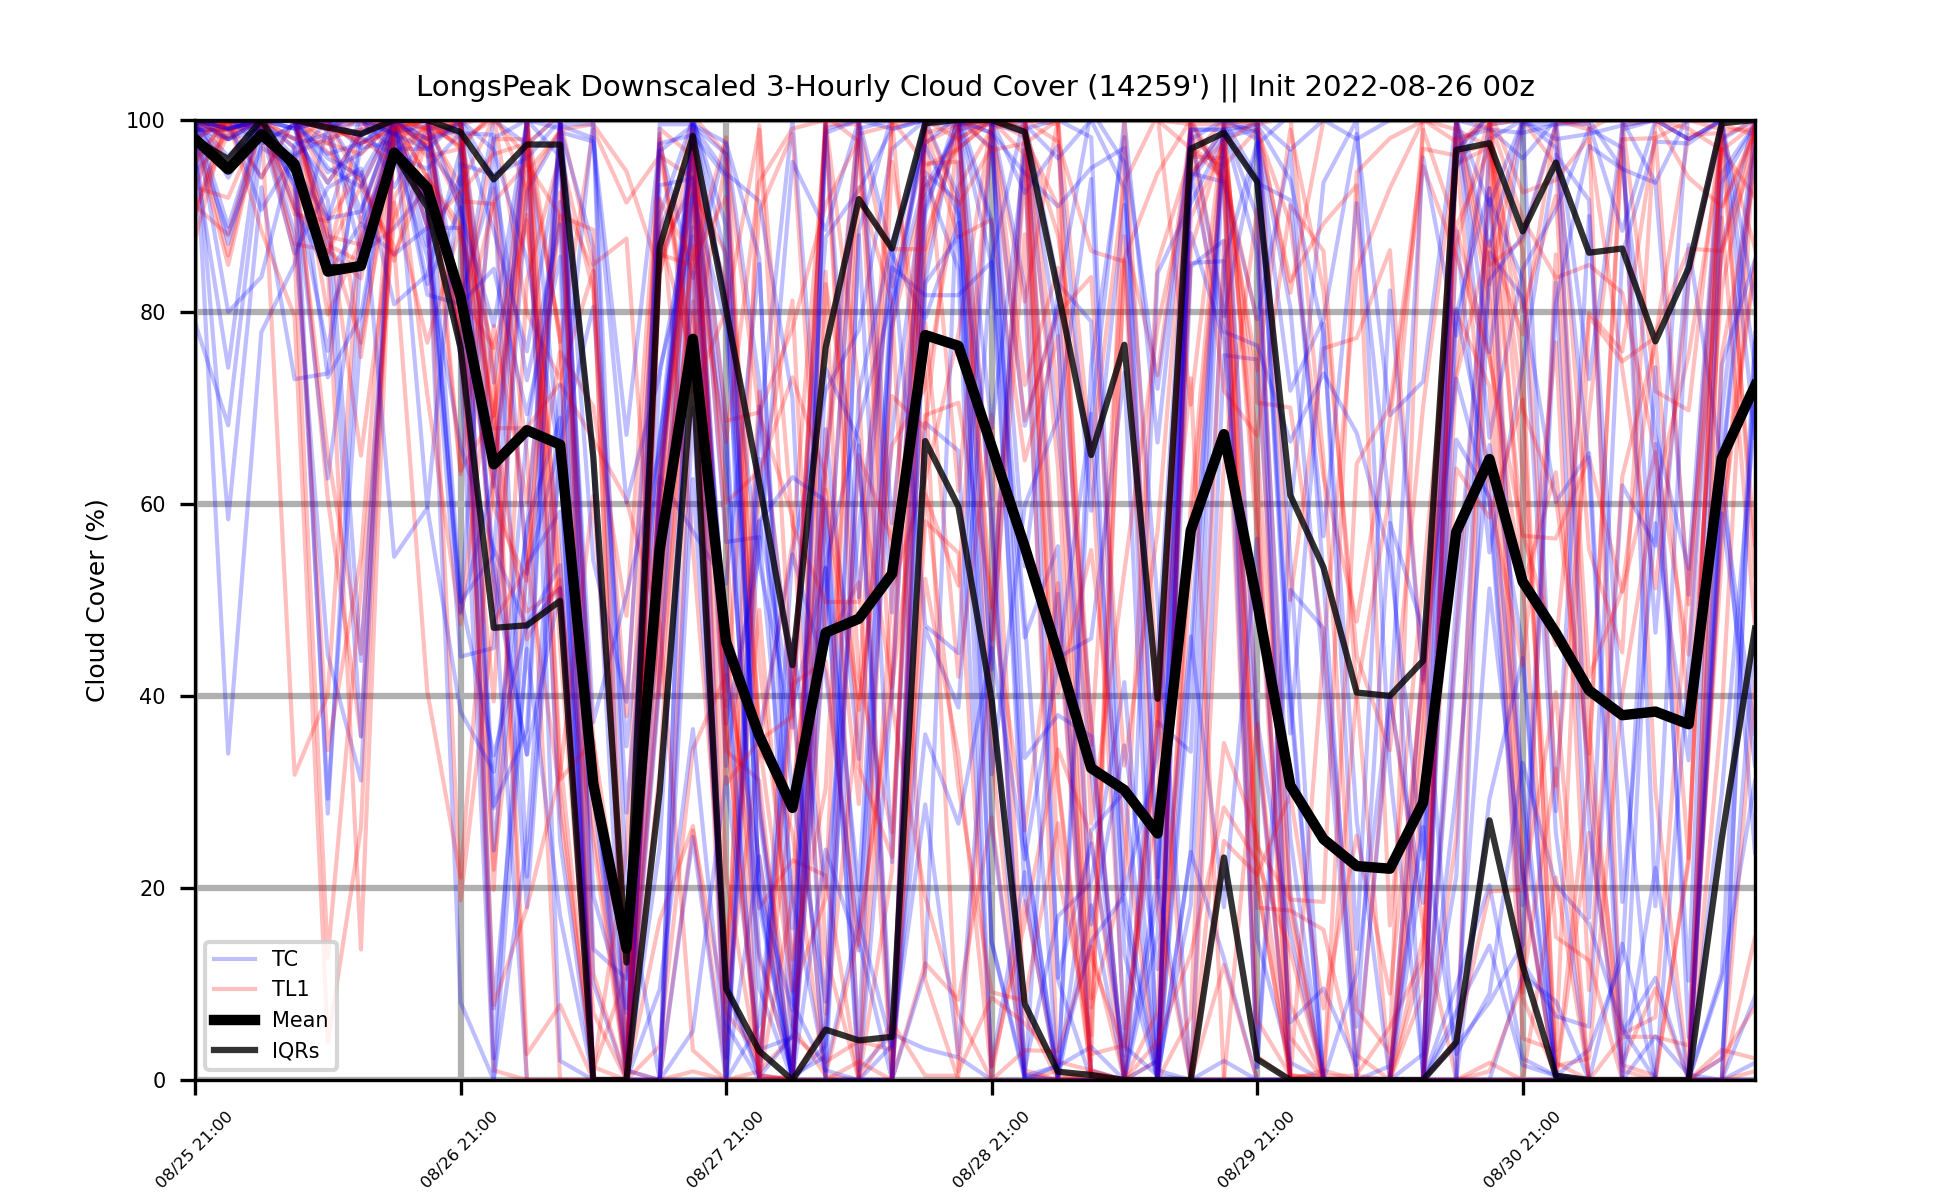 LongsPeak Downscaled 3-Hourly Cloud Cover (14259') || Init 2022-08-26 00z
Cloud Cover (%)
100
80
60
40
20
0
TC
TL1
Mean
IQRs
08/25 21:00
08/26 21:00
08/27 21:00
08/28 21:00
08/29 21:00
08/30 21:00